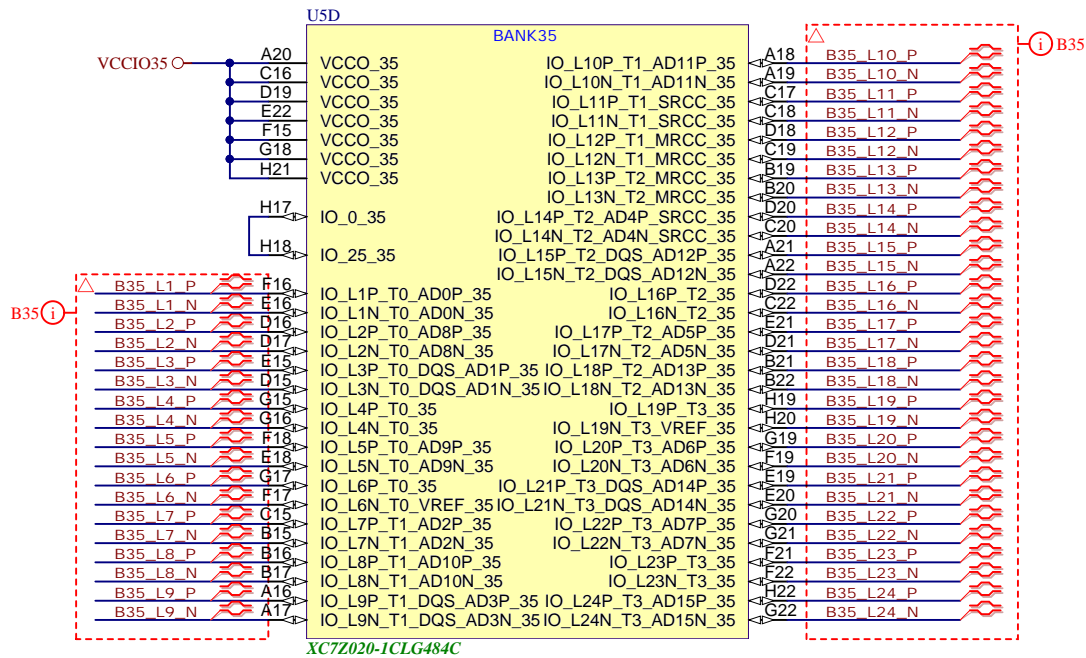 U5D
BANK35
VCCIO35
A20 VCCO_35
C16 VCCO_35
D19 VCCO_35
E22 VCCO_35
F15 VCCO_35
G18 VCCO_35
H21 VCCO_35
H17 IO_0_35
H18 IO_25_35
B35 i
B35_L1_P F16 IO_L1P_T0_AD0P_35
B35_L1_N E16 IO_L1N_T0_AD0N_35
B35_L2_P D16 IO_L2P_T0_AD8P_35
B35_L2_N D17 IO_L2N_T0_AD8N_35
B35_L3_P E15 IO_L3P_T0_DQS_AD1P_35
B35_L3_N D15 IO_L3N_T0_DQS_AD1N_35
B35_L4_P G15 IO_L4P_T0_35
B35_L4_N G16 IO_L4N_T0_35
B35_L5_P F18 IO_L5P_T0_AD9P_35
B35_L5_N E18 IO_L5N_T0_AD9N_35
B35_L6_P G17 IO_L6P_T0_35
B35_L6_N F17 IO_L6N_T0_VREF_35
B35_L7_P C15 IO_L7P_T1_AD2P_35
B35_L7_N B15 IO_L7N_T1_AD2N_35
B35_L8_P B16 IO_L8P_T1_AD10P_35
B35_L8_N B17 IO_L8N_T1_AD10N_35
B35_L9_P A16 IO_L9P_T1_DQS_AD3P_35
B35_L9_N A17 IO_L9N_T1_DQS_AD3N_35
IO_L10P_T1_AD11P_35 A18 B35_L10_P
IO_L10N_T1_AD11N_35 A19 B35_L10_N
IO_L11P_T1_SRCC_35 C17 B35_L11_P
IO_L11N_T1_SRCC_35 C18 B35_L11_N
IO_L12P_T1_MRCC_35 D18 B35_L12_P
IO_L12N_T1_MRCC_35 C19 B35_L12_N
IO_L13P_T2_MRCC_35 B19 B35_L13_P
IO_L13N_T2_MRCC_35 B20 B35_L13_N
IO_L14P_T2_AD4P_SRCC_35 D20 B35_L14_P
IO_L14N_T2_AD4N_SRCC_35 C20 B35_L14_N
IO_L15P_T2_DQS_AD12P_35 A21 B35_L15_P
IO_L15N_T2_DQS_AD12N_35 A22 B35_L15_N
IO_L16P_T2_35 D22 B35_L16_P
IO_L16N_T2_35 C22 B35_L16_N
IO_L17P_T2_AD5P_35 E21 B35_L17_P
IO_L17N_T2_AD5N_35 D21 B35_L17_N
IO_L18P_T2_AD13P_35 B21 B35_L18_P
IO_L18N_T2_AD13N_35 B22 B35_L18_N
IO_L19P_T3_35 H19 B35_L19_P
IO_L19N_T3_VREF_35 H20 B35_L19_N
IO_L20P_T3_AD6P_35 G19 B35_L20_P
IO_L20N_T3_AD6N_35 F19 B35_L20_N
IO_L21P_T3_DQS_AD14P_35 E19 B35_L21_P
IO_L21N_T3_DQS_AD14N_35 E20 B35_L21_N
IO_L22P_T3_AD7P_35 G20 B35_L22_P
IO_L22N_T3_AD7N_35 G21 B35_L22_N
IO_L23P_T3_35 F21 B35_L23_P
IO_L23N_T3_35 F22 B35_L23_N
IO_L24P_T3_AD15P_35 H22 B35_L24_P
IO_L24N_T3_AD15N_35 G22 B35_L24_N
i B35
XC7Z020-1CLG484C